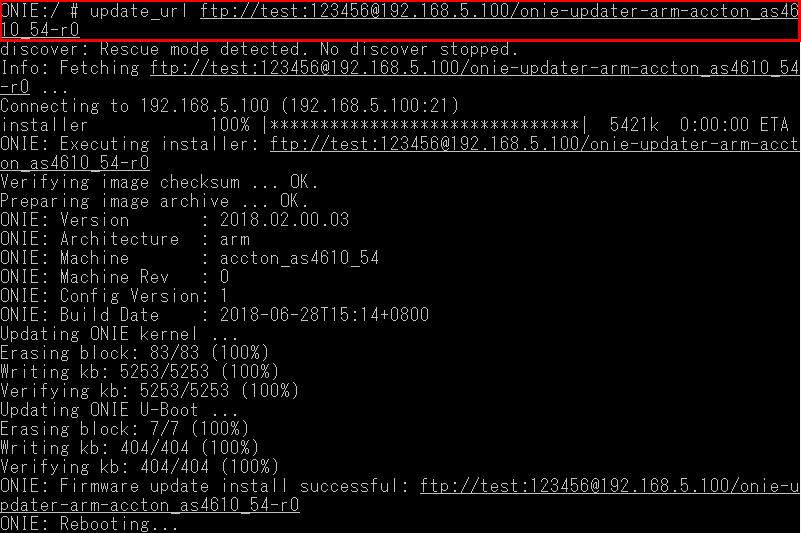 ONIE:/ # update_url ftp://test:123456@192.168.5.100/onie-updater-arm-accton_as46
10_54-r0
discover: Rescue mode detected. No discover stopped.
Info: Fetching ftp://test:123456@192.168.5.100/onie-updater-arm-accton_as4610_54
-r0 ...
Connecting to 192.168.5.100 (192.168.5.100:21)
installer            100% |*******************************|  5421k  0:00:00 ETA
ONIE: Executing installer: ftp://test:123456@192.168.5.100/onie-updater-arm-acct
on_as4610_54-r0
Verifying image checksum ... OK.
Preparing image archive ... OK.
ONIE: Version       : 2018.02.00.03
ONIE: Architecture  : arm
ONIE: Machine       : accton_as4610_54
ONIE: Machine Rev   : 0
ONIE: Config Version: 1
ONIE: Build Date    : 2018-06-28T15:14+0800
Updating ONIE kernel ...
Erasing block: 83/83 (100%)
Writing kb: 5253/5253 (100%)
Verifying kb: 5253/5253 (100%)
Updating ONIE U-Boot ...
Erasing block: 7/7 (100%)
Writing kb: 404/404 (100%)
Verifying kb: 404/404 (100%)
ONIE: Firmware update install successful: ftp://test:123456@192.168.5.100/onie-u
pdater-arm-accton_as4610_54-r0
ONIE: Rebooting...